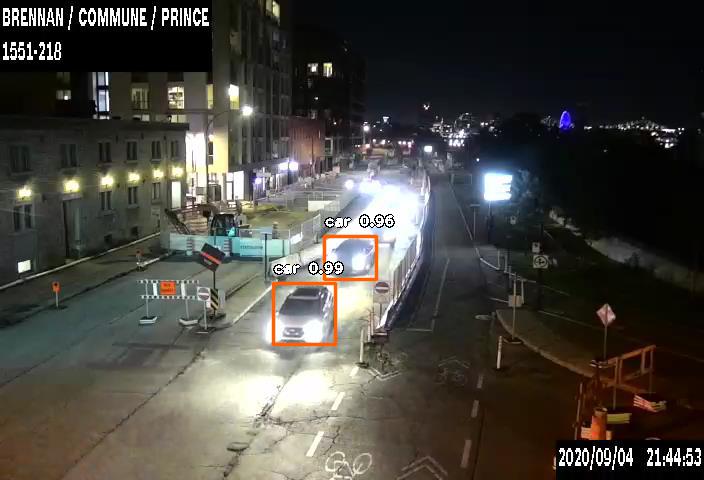 BRENNAN / COMMUNE / PRINCE
1551-218
car 0.96
car 0.99
2020/09/04 21:44:53